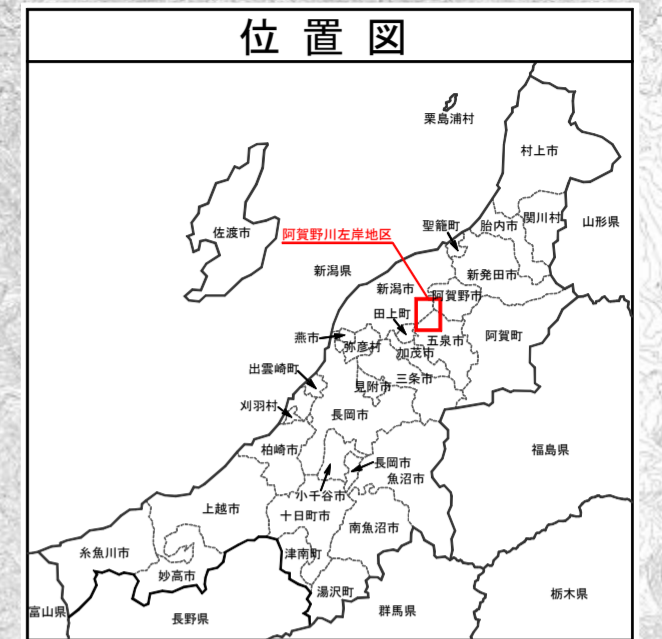 位置図
粟島浦村
村上市
関川村
山形県
聖籠町
胎内市
佐渡市
阿賀野川左岸地区
新潟県
新発田市
新潟市
阿賀野市
田上町
阿賀町
燕市
弥彦村
五泉市
加茂市
出雲崎町
三条市
見附市
刈羽村
長岡市
柏崎市
福島県
長岡市
魚沼市
小千谷市
上越市
十日町市
南魚沼市
糸魚川市
津南町
妙高市
湯沢町
栃木県
富山県
長野県
群馬県